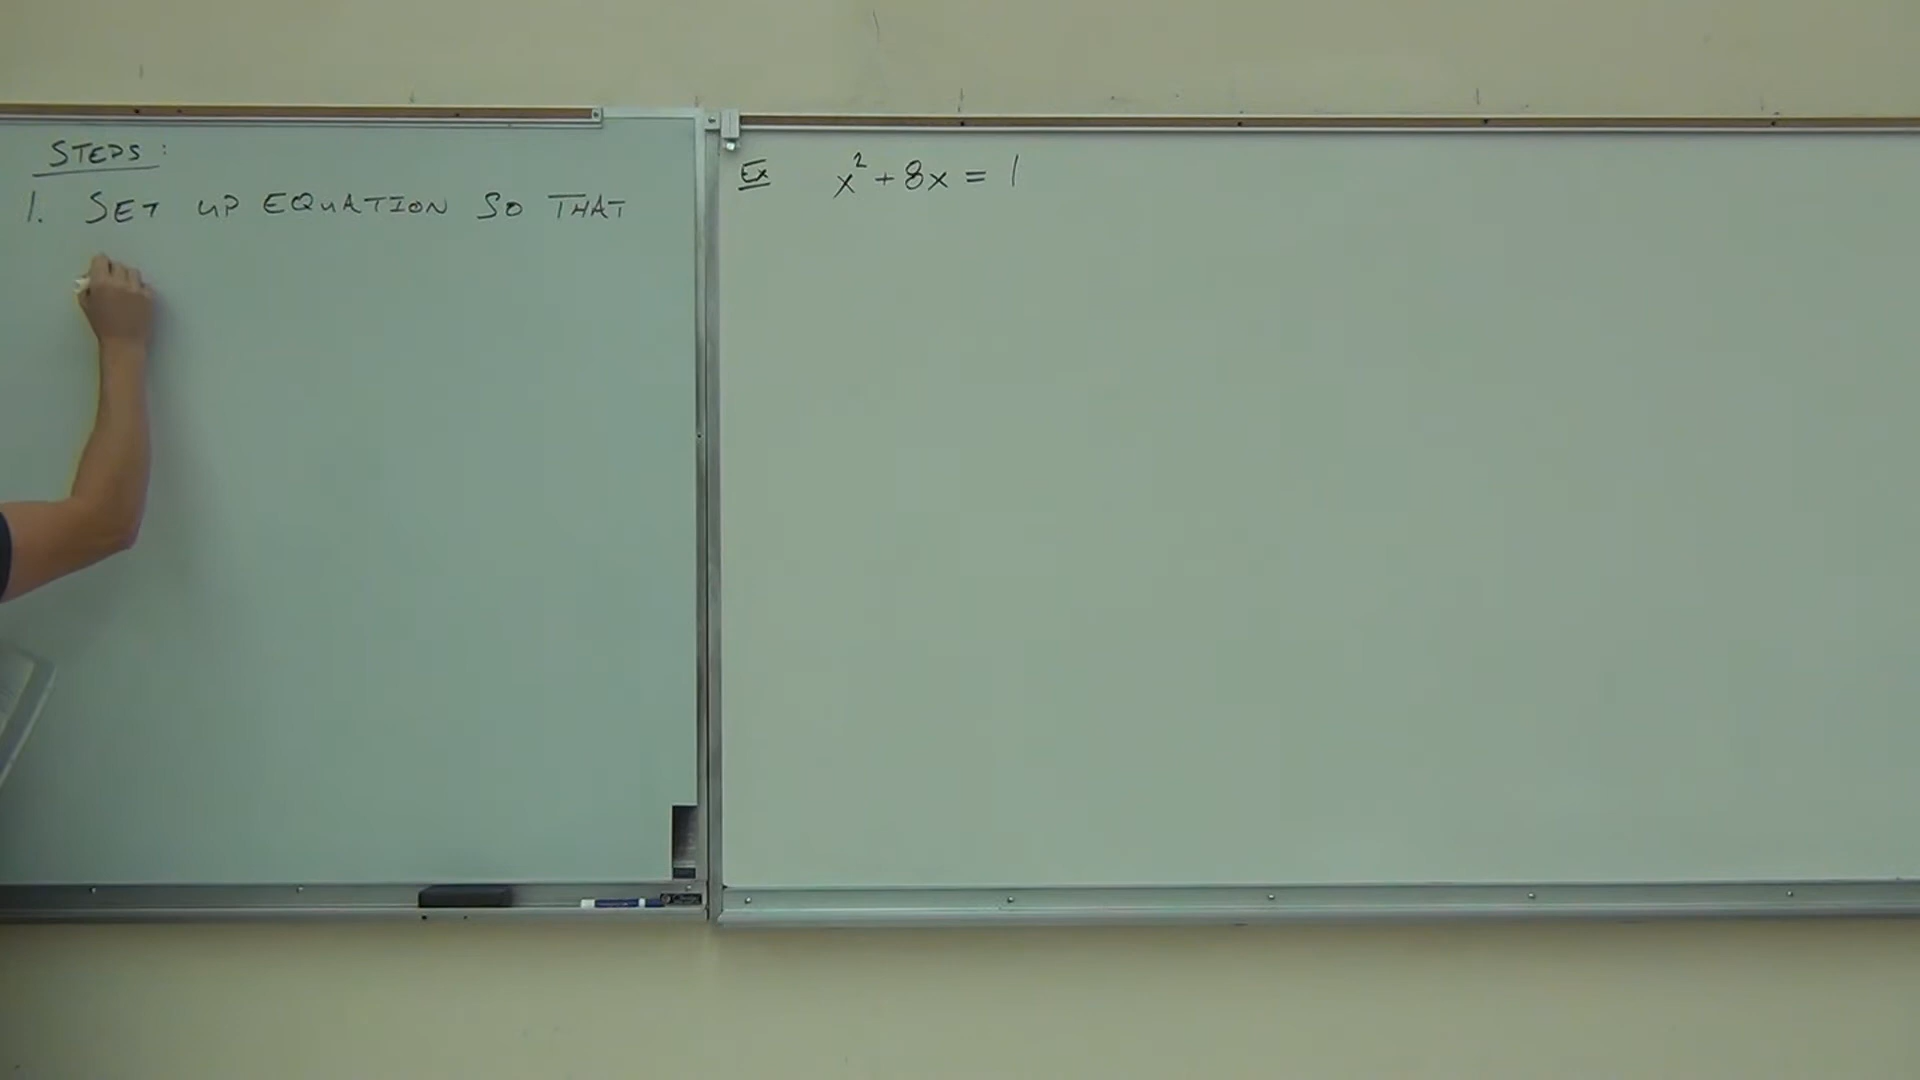 STEPS:
1. SET UP EQUATION SO THAT
Ex x² + 8x = 1